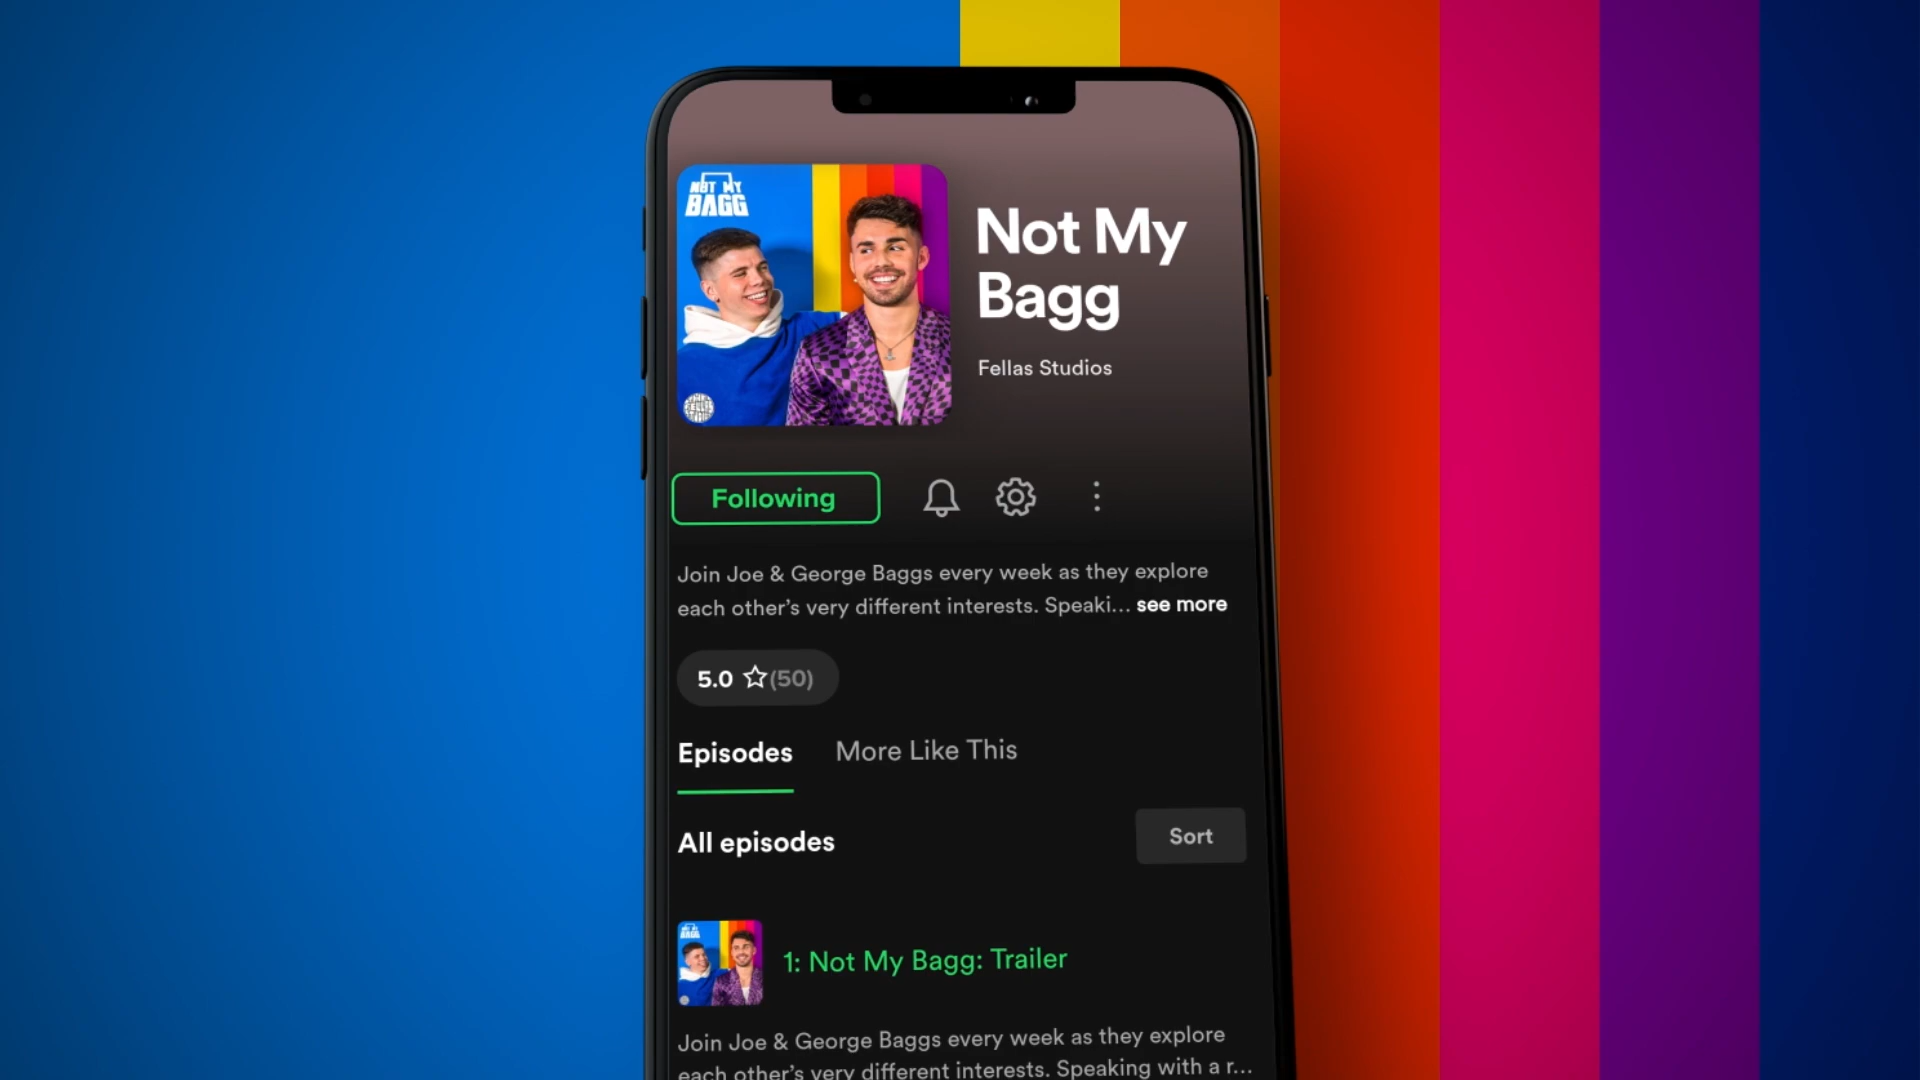 NOT MY
BAGG
Not My
Bagg
Fellas Studios
Following
Join Joe & George Baggs every week as they explore
each other’s very different interests. Speaki... see more
5.0 (50)
Episodes
More Like This
All episodes
Sort
NOT MY
BAGG
1: Not My Bagg: Trailer
Join Joe & George Baggs every week as they explore
each other’s very different interests. Speaking with a r...